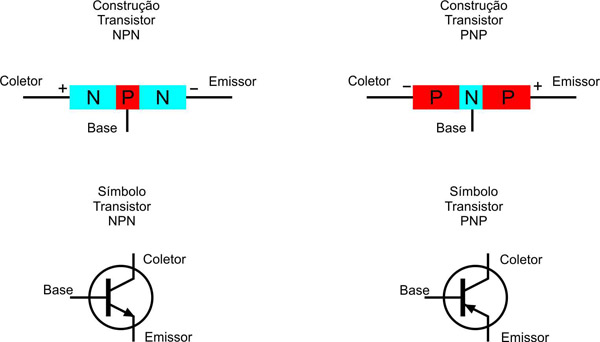 Construção
Transistor
NPN
Coletor + N P N − Emissor
Base
Construção
Transistor
PNP
Coletor − P N P + Emissor
Base
Símbolo
Transistor
NPN
Coletor
Base
Emissor
Símbolo
Transistor
PNP
Coletor
Base
Emissor